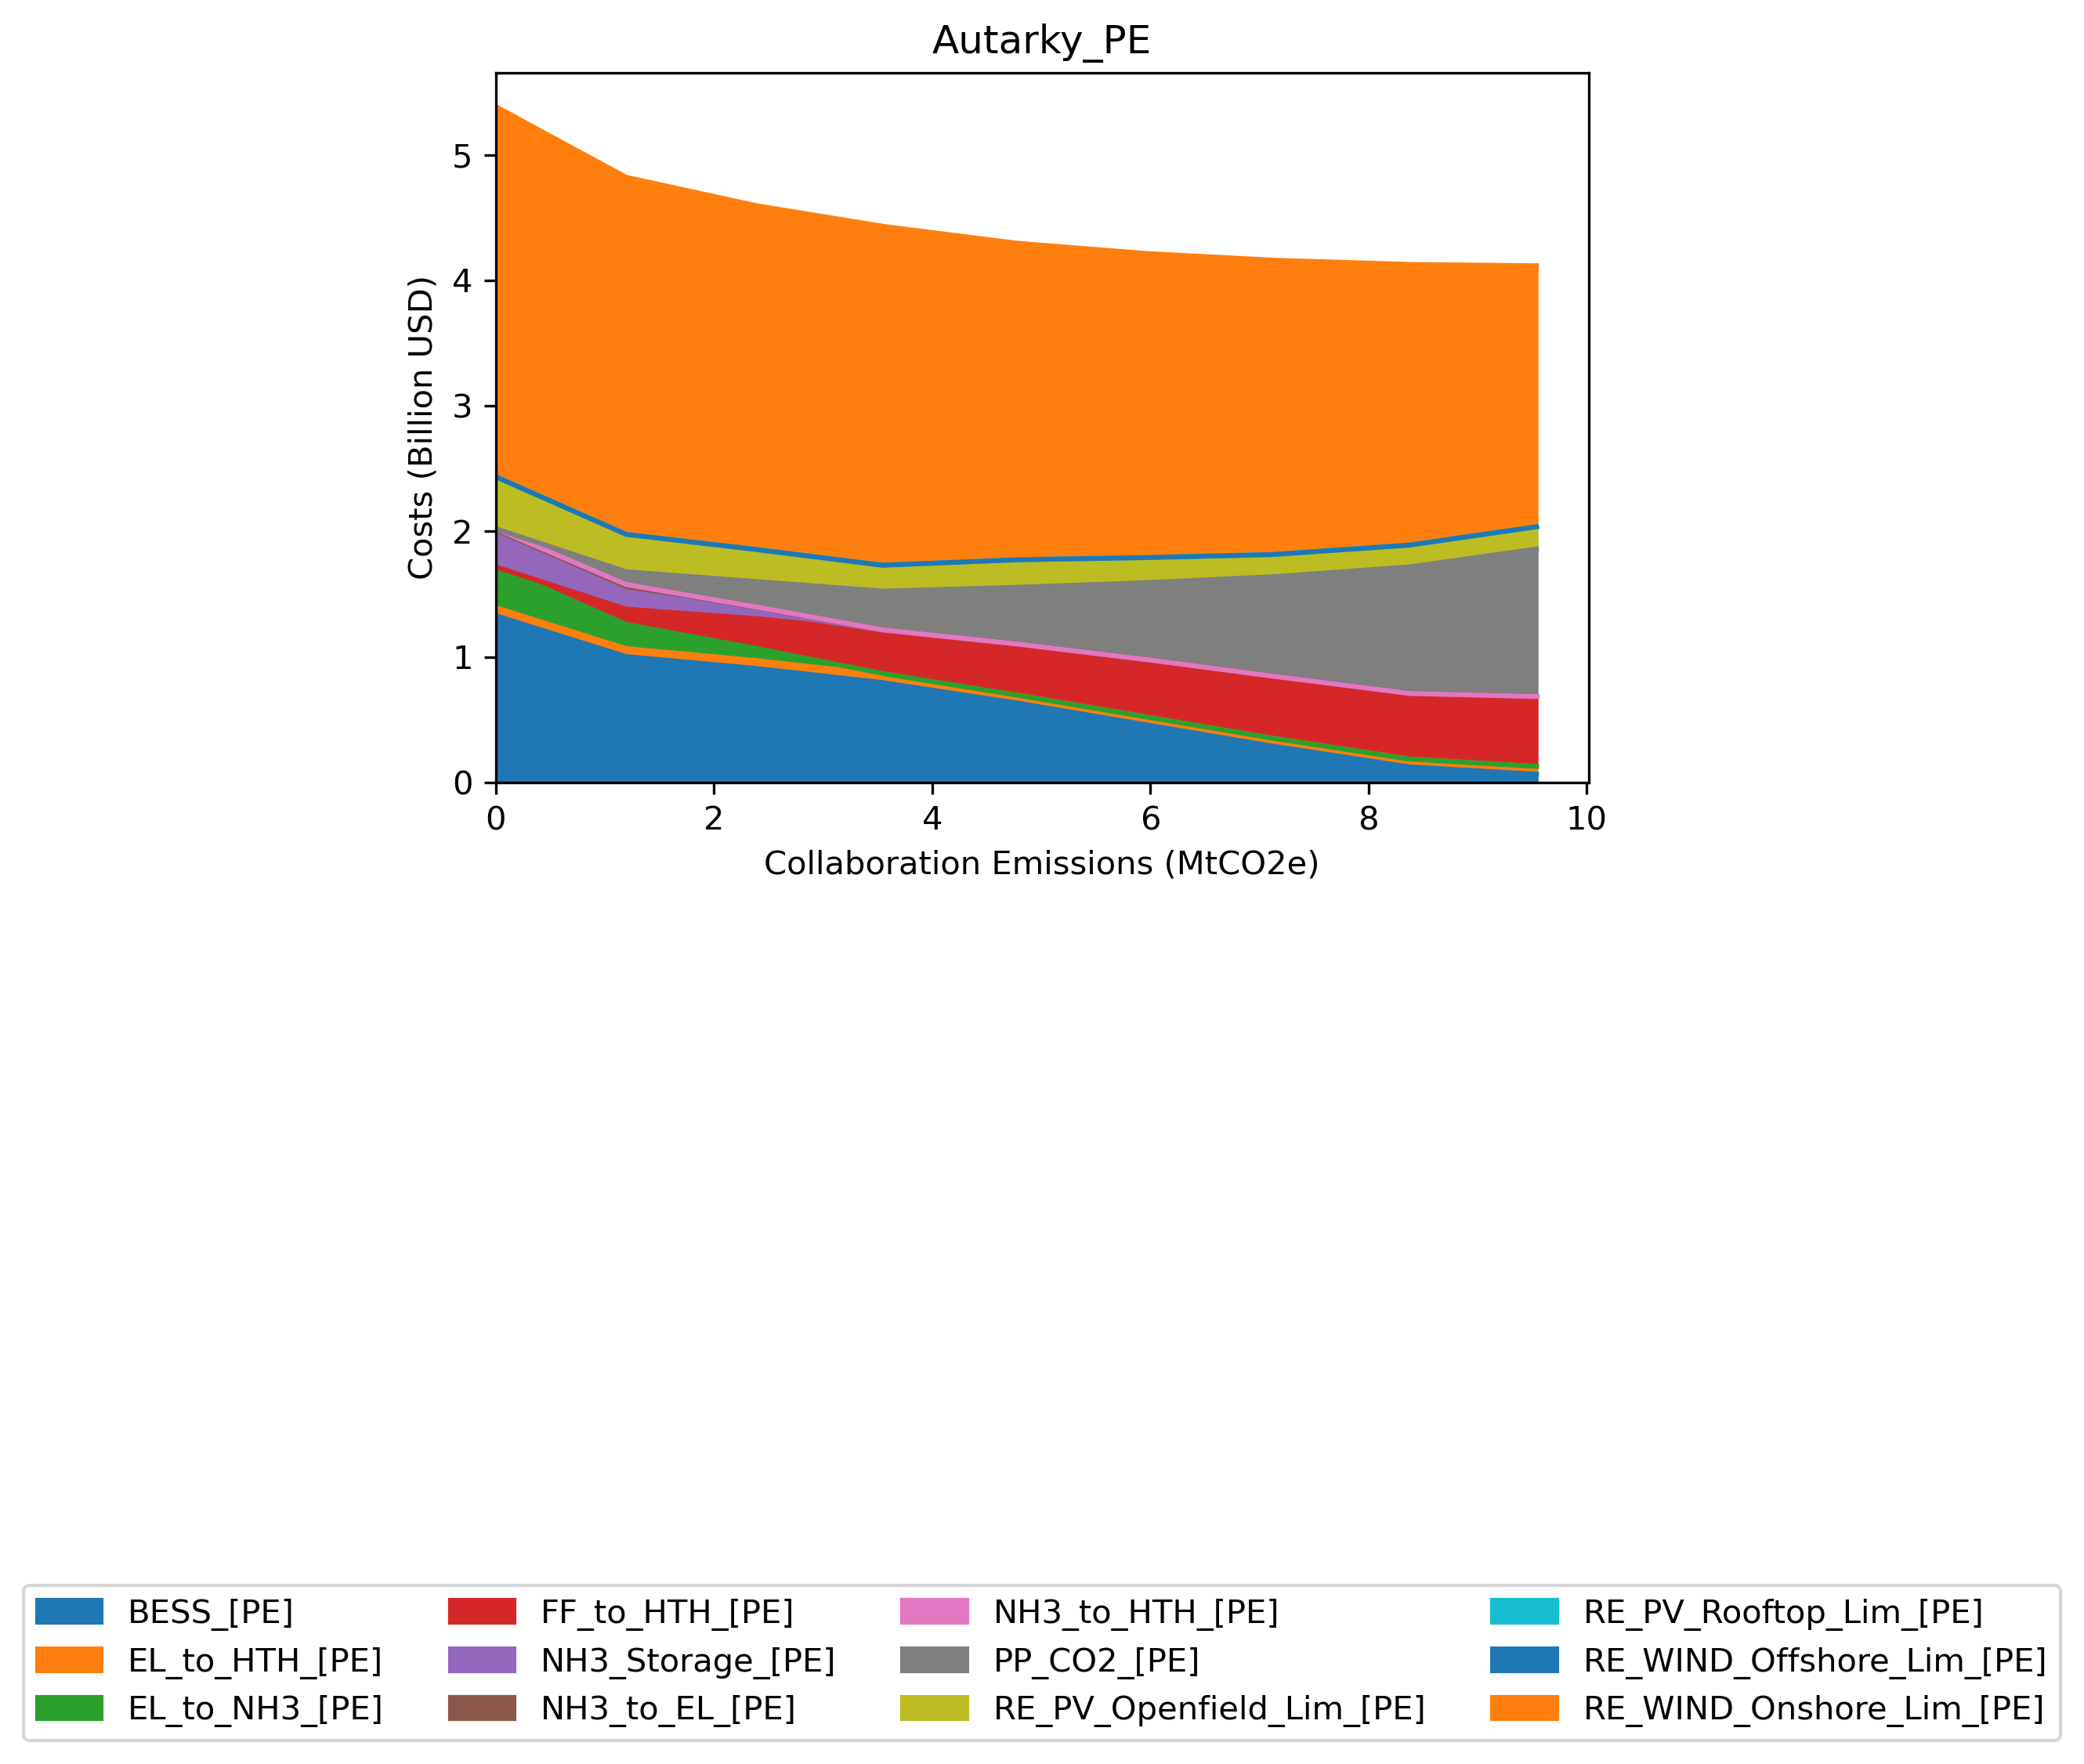 Autarky_PE
Costs (Billion USD)
5
4
3
2
1
0
0 2 4 6 8 10
Collaboration Emissions (MtCO2e)
BESS_[PE] FF_to_HTH_[PE] NH3_to_HTH_[PE] RE_PV_Rooftop_Lim_[PE]
EL_to_HTH_[PE] NH3_Storage_[PE] PP_CO2_[PE] RE_WIND_Offshore_Lim_[PE]
EL_to_NH3_[PE] NH3_to_EL_[PE] RE_PV_Openfield_Lim_[PE] RE_WIND_Onshore_Lim_[PE]